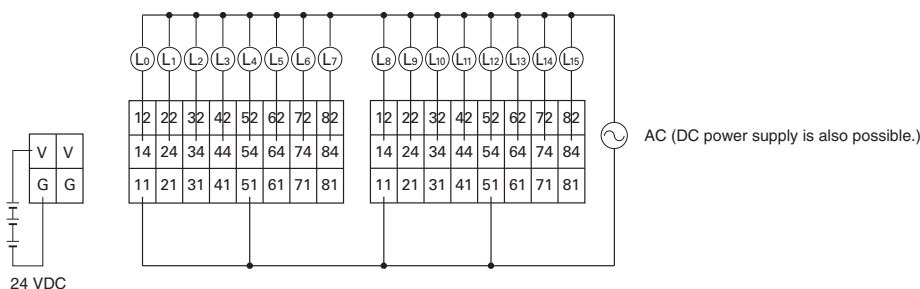 L0 L1 L2 L3 L4 L5 L6 L7 L8 L9 L10 L11 L12 L13 L14 L15
12 22 32 42 52 62 72 82 12 22 32 42 52 62 72 82
AC (DC power supply is also possible.)
V V 14 24 34 44 54 64 74 84 14 24 34 44 54 64 74 84
G G 11 21 31 41 51 61 71 81 11 21 31 41 51 61 71 81
24 VDC